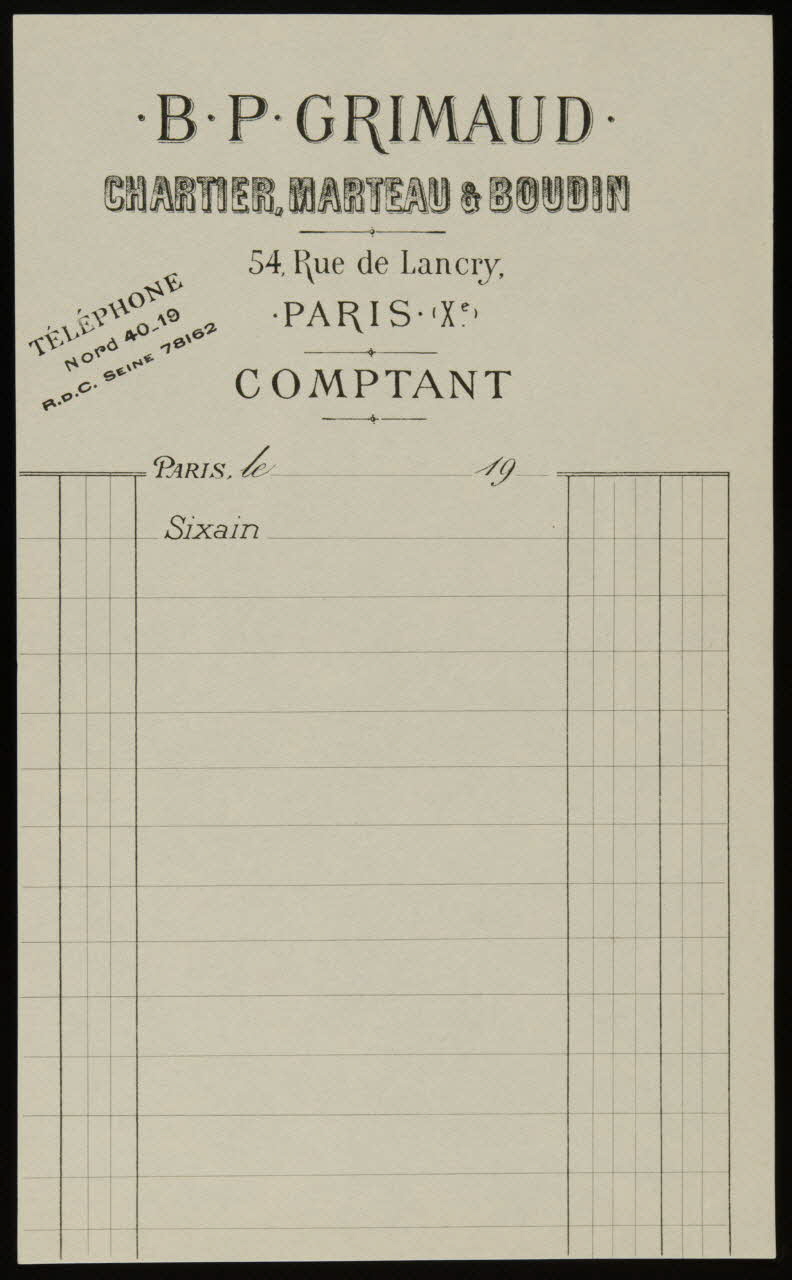 ·B·P·GRIMAUD·
CHARTIER, MARTEAU & BOUDIN
54, Rue de Lancry,
·PARIS·(Xe.)
TÉLÉPHONE
Nord 40-19
R.D.C. SEINE 78162
COMPTANT
PARIS, le 19
Sixain